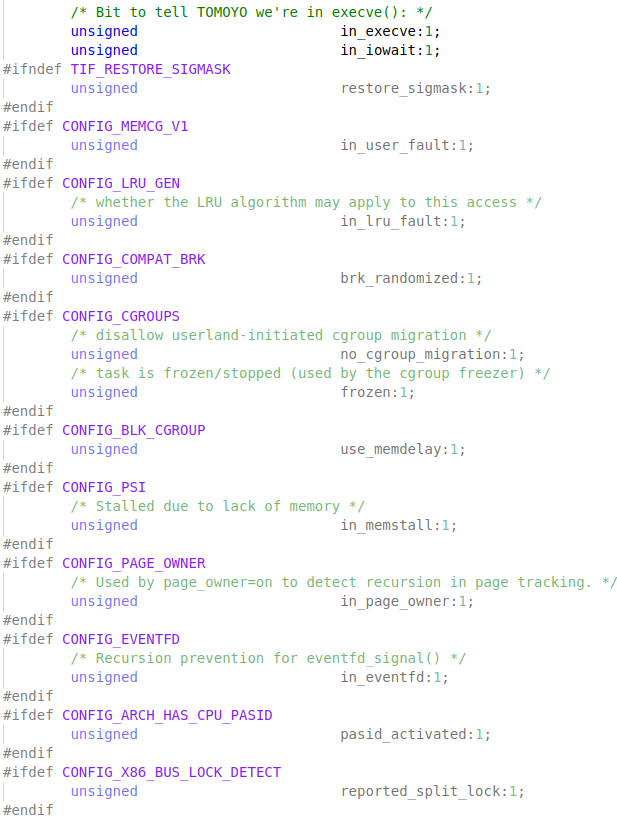 /* Bit to tell TOMOYO we're in execve(): */
unsigned in_execve:1;
unsigned in_iowait:1;
#ifndef TIF_RESTORE_SIGMASK
unsigned restore_sigmask:1;
#endif
#ifdef CONFIG_MEMCG_V1
unsigned in_user_fault:1;
#endif
#ifdef CONFIG_LRU_GEN
/* whether the LRU algorithm may apply to this access */
unsigned in_lru_fault:1;
#endif
#ifdef CONFIG_COMPAT_BRK
unsigned brk_randomized:1;
#endif
#ifdef CONFIG_CGROUPS
/* disallow userland-initiated cgroup migration */
unsigned no_cgroup_migration:1;
/* task is frozen/stopped (used by the cgroup freezer) */
unsigned frozen:1;
#endif
#ifdef CONFIG_BLK_CGROUP
unsigned use_memdelay:1;
#endif
#ifdef CONFIG_PSI
/* Stalled due to lack of memory */
unsigned in_memstall:1;
#endif
#ifdef CONFIG_PAGE_OWNER
/* Used by page_owner=on to detect recursion in page tracking. */
unsigned in_page_owner:1;
#endif
#ifdef CONFIG_EVENTFD
/* Recursion prevention for eventfd_signal() */
unsigned in_eventfd:1;
#endif
#ifdef CONFIG_ARCH_HAS_CPU_PASID
unsigned pasid_activated:1;
#endif
#ifdef CONFIG_X86_BUS_LOCK_DETECT
unsigned reported_split_lock:1;
#endif